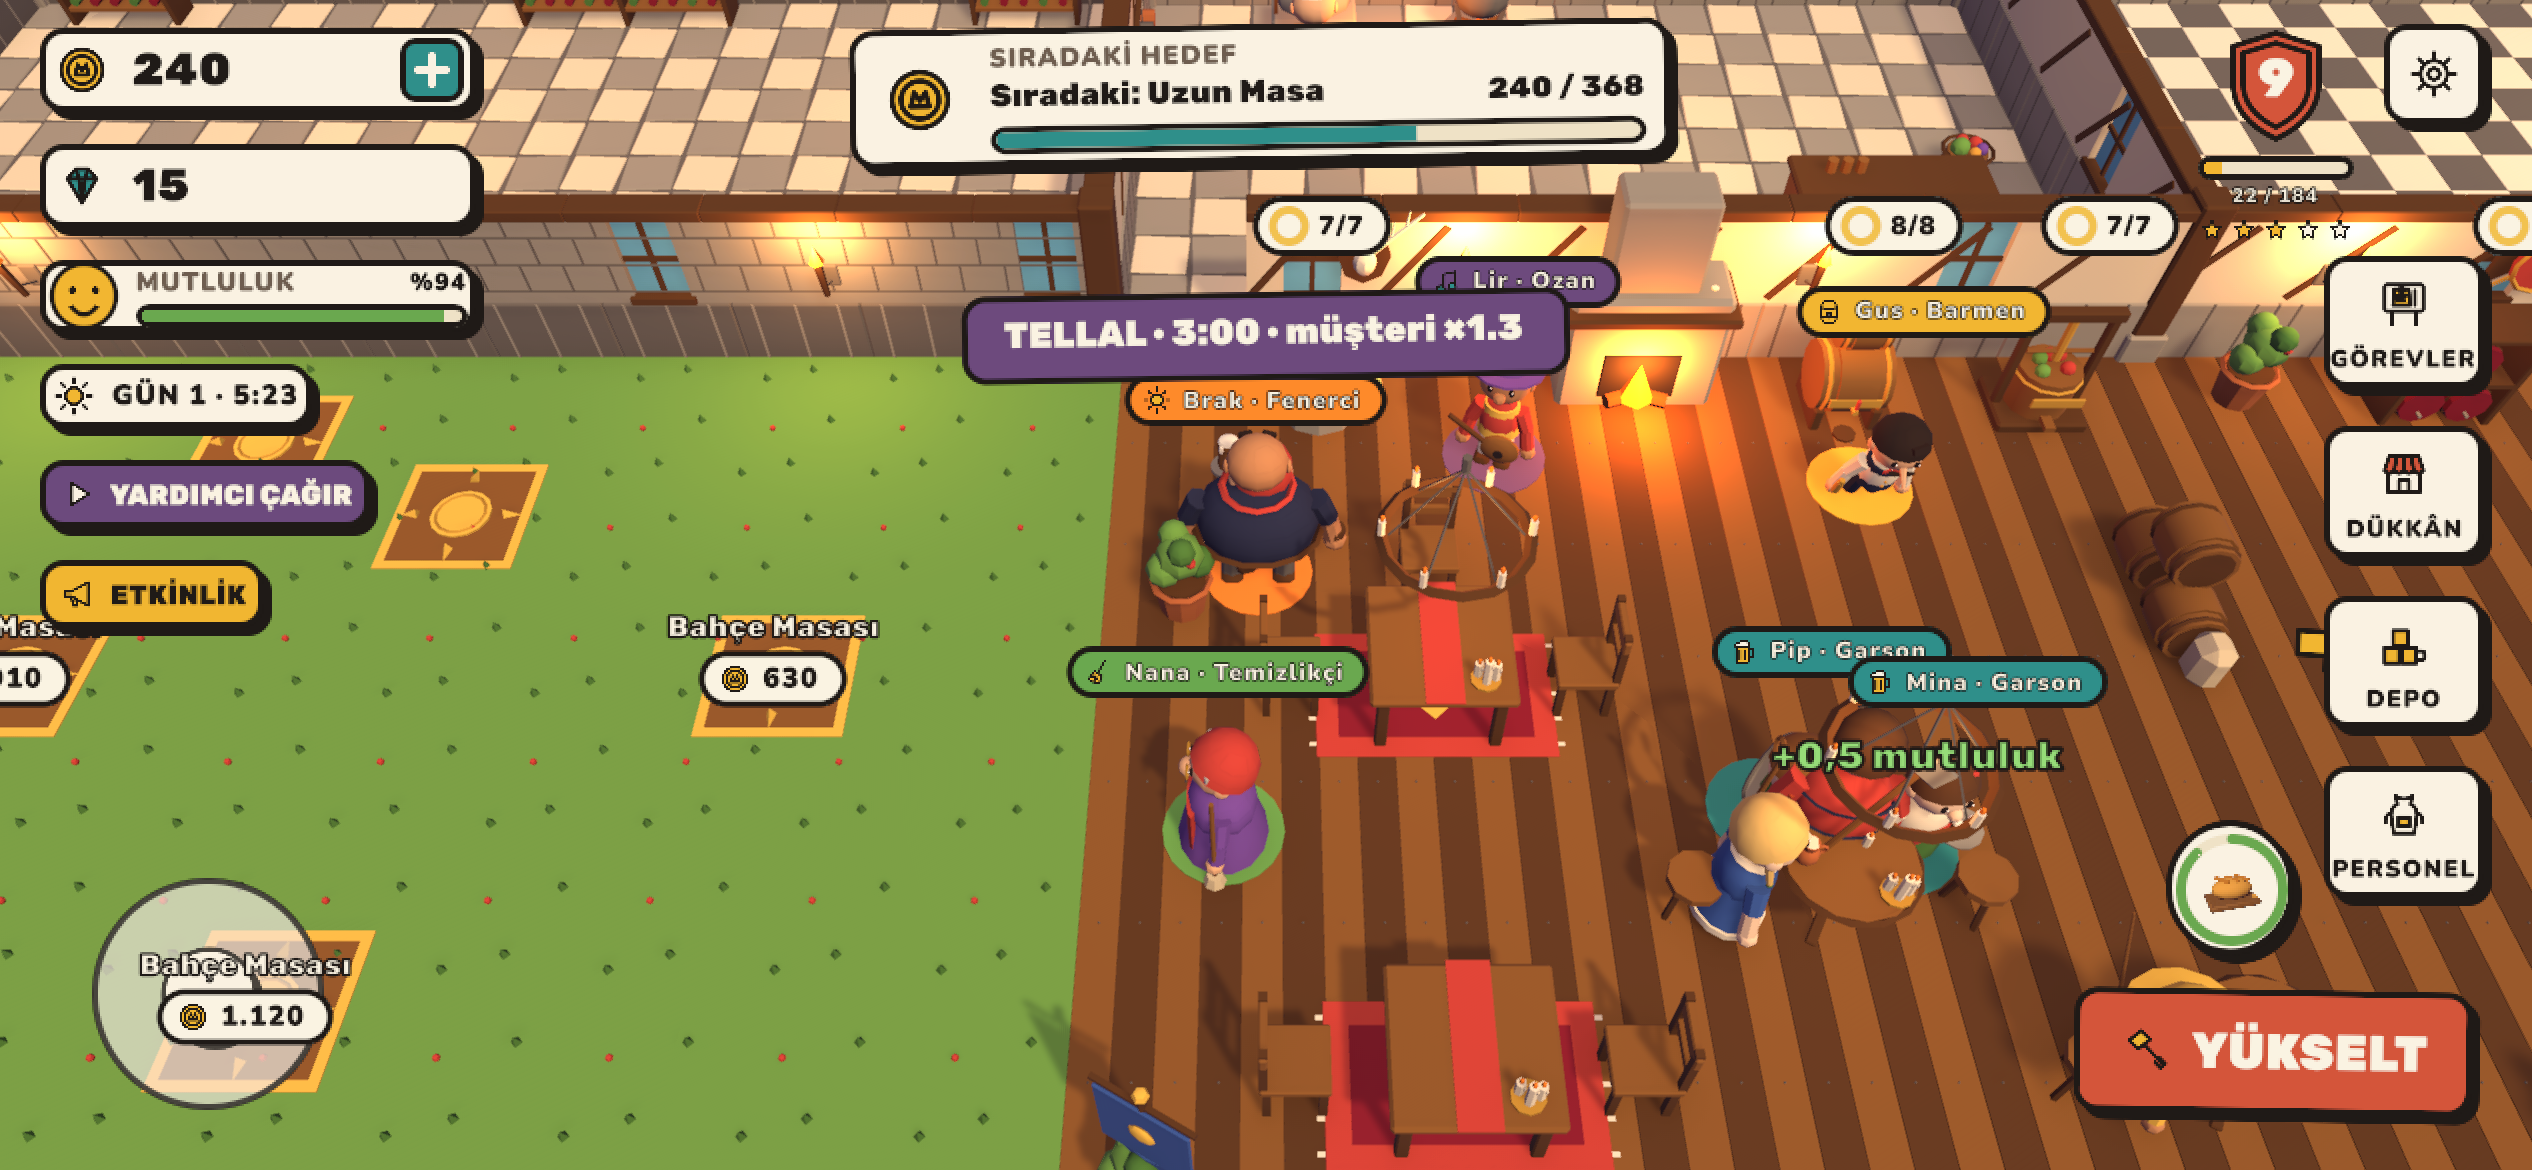 240
SIRADAKİ HEDEF
Sıradaki: Uzun Masa
240 / 368
9
15
22 / 184
7/7
8/8
7/7
MUTLULUK
%94
Lir · Ozan
Gus · Barmen
TELLAL · 3:00 · müşteri ×1.3
GÖREVLER
GÜN 1 · 5:23
Brak · Fenerci
YARDIMCI ÇAĞIR
DÜKKÂN
ETKİNLİK
Bahçe Masası
630
Nana · Temizlikçi
Pip · Garson
Mina · Garson
DEPO
+0,5 mutluluk
PERSONEL
Bahçe Masası
1.120
YÜKSELT